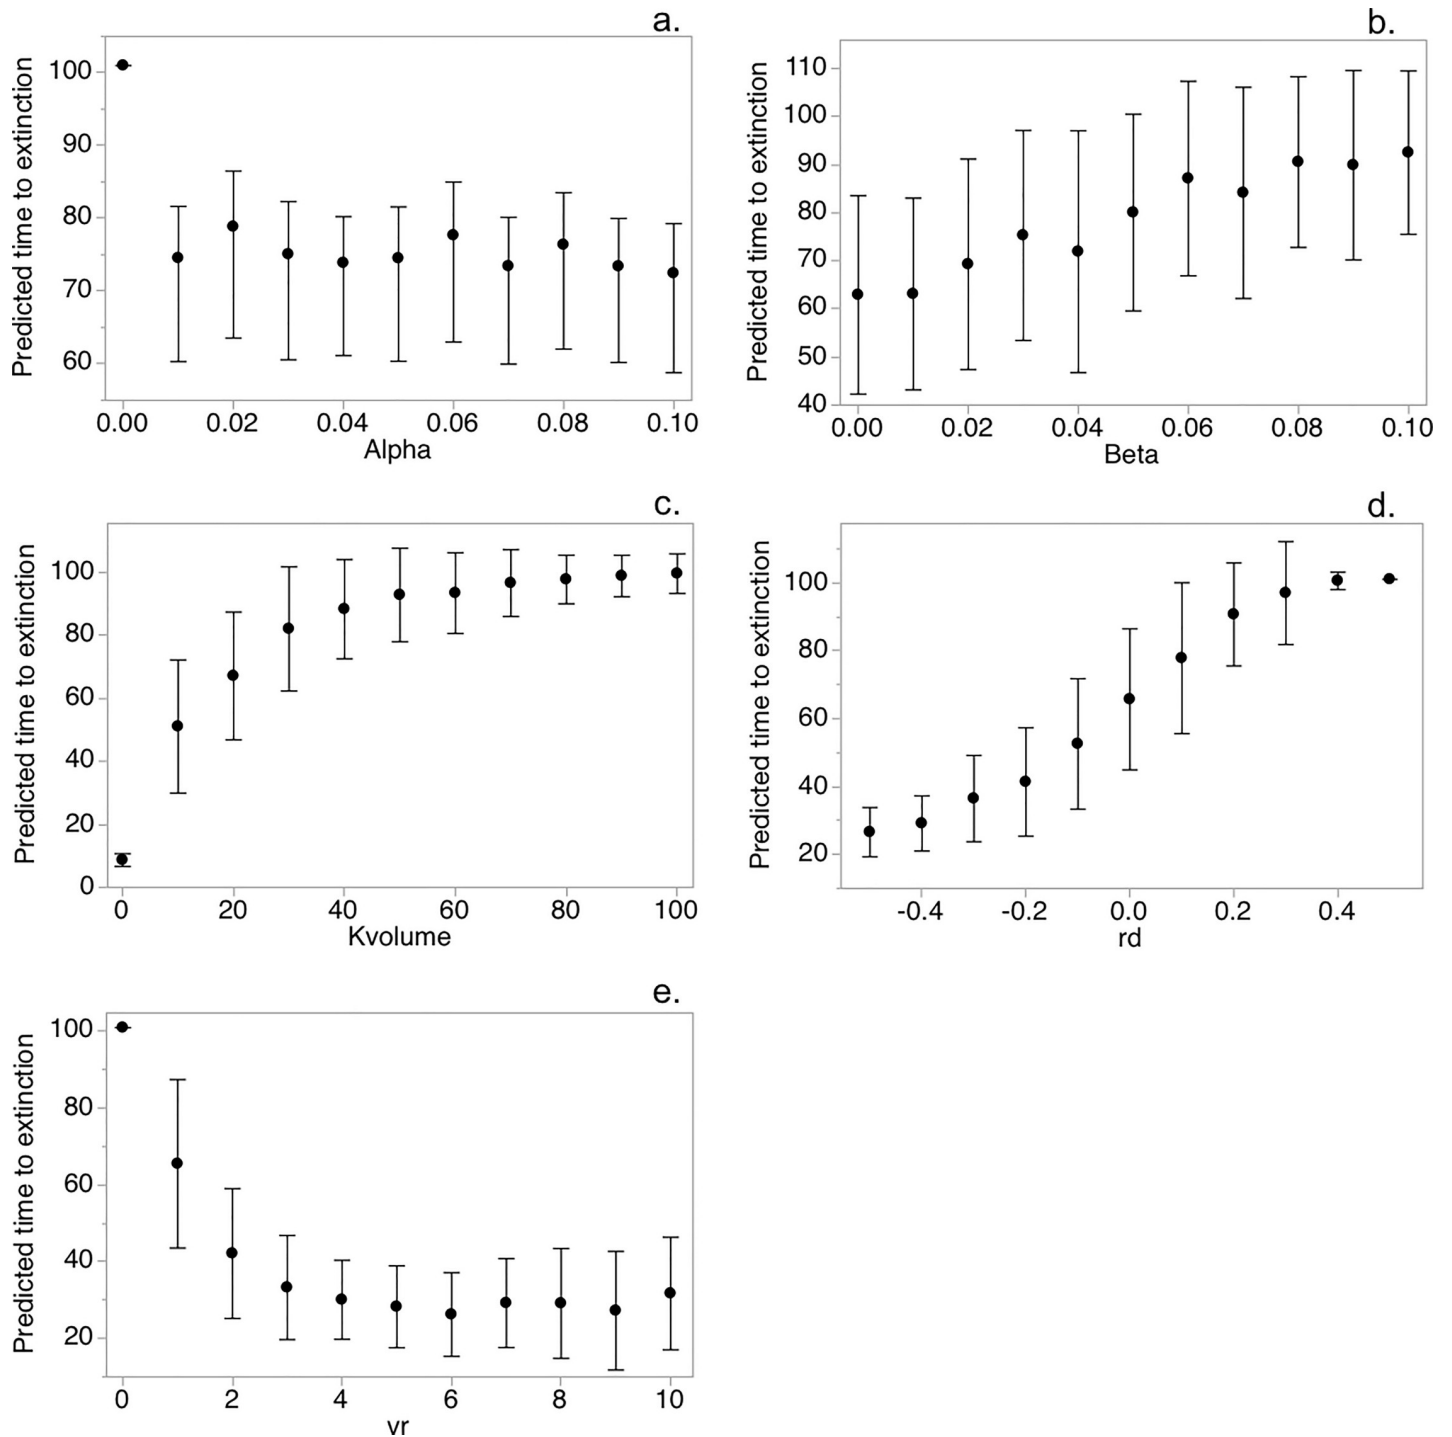 a.
Predicted time to extinction
100
90
80
70
60
0.00 0.02 0.04 0.06 0.08 0.10
Alpha
b.
Predicted time to extinction
110
100
90
80
70
60
50
40
0.00 0.02 0.04 0.06 0.08 0.10
Beta
c.
Predicted time to extinction
100
80
60
40
20
0
0 20 40 60 80 100
Kvolume
d.
Predicted time to extinction
100
80
60
40
20
-0.4 -0.2 0.0 0.2 0.4
rd
e.
Predicted time to extinction
100
80
60
40
20
0 2 4 6 8 10
vr